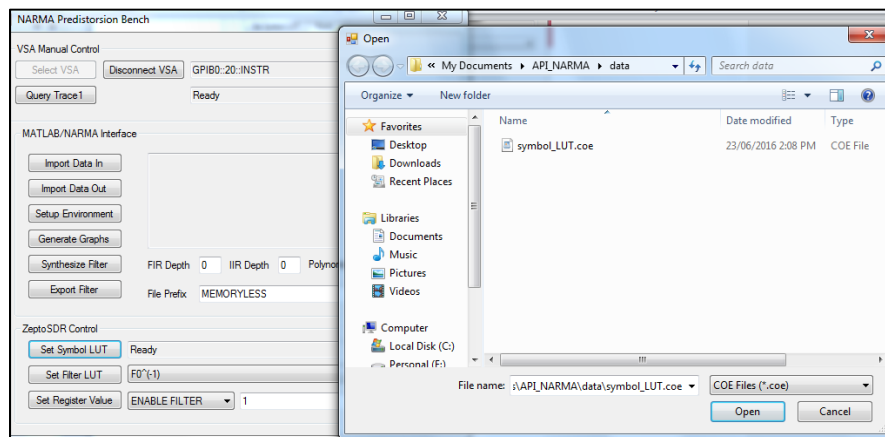 NARMA Predistorsion Bench
VSA Manual Control
Select VSA
Disconnect VSA
GPIB0::20::INSTR
Query Trace1
Ready
MATLAB/NARMA Interface
Import Data In
Import Data Out
Setup Environment
Generate Graphs
Synthesize Filter
FIR Depth 0 IIR Depth 0
Export Filter
File Prefix MEMORYLESS
ZeptoSDR Control
Set Symbol LUT
Ready
Set Filter LUT
F0^(-1)
Set Register Value
ENABLE FILTER
1
Open
« My Documents API_NARMA data
Search data
Organize New folder
Favorites
Desktop
Downloads
Recent Places
Libraries
Documents
Music
Pictures
Videos
Computer
Local Disk (C:)
Personal (E:)
Name Date modified Type
symbol_LUT.coe 23/06/2016 2:08 PM COE File
File name: s\API_NARMA\data\symbol_LUT.coe COE Files (*.coe)
Open Cancel